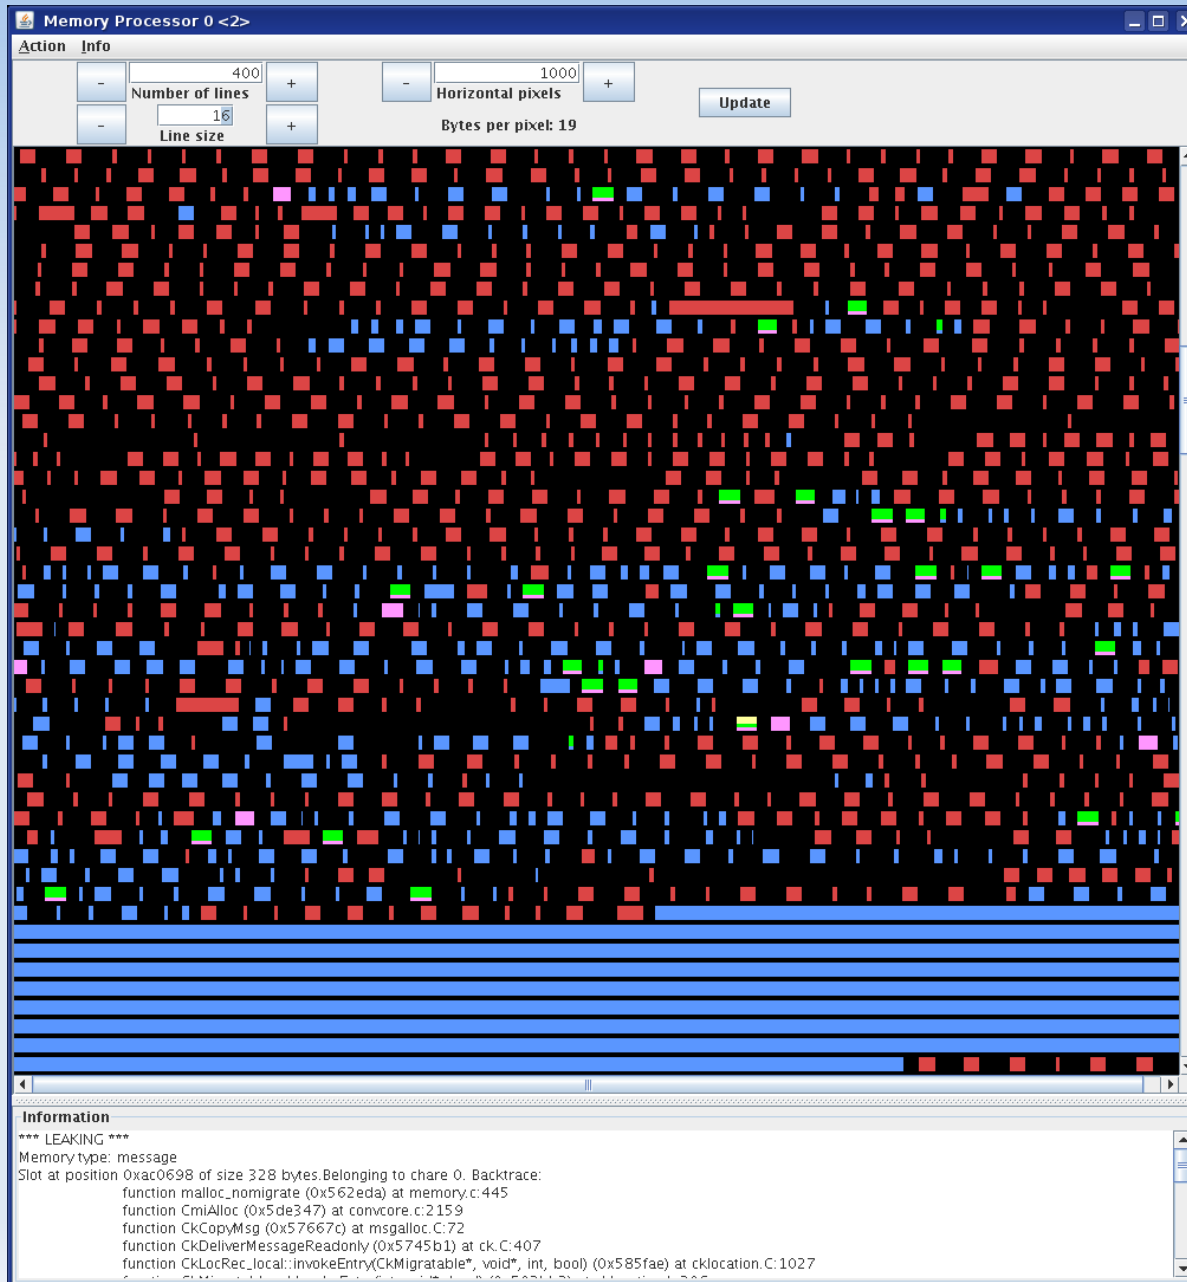 Memory Processor 0 <2>
Action Info
- 400 + - 1000 +
Number of lines Horizontal pixels
Update
- 16 + Bytes per pixel: 19
Line size
Information
*** LEAKING ***
Memory type: message
Slot at position 0xac0698 of size 328 bytes.Belonging to chare 0. Backtrace:
function malloc_nomigrate (0x562eda) at memory.c:445
function CmiAlloc (0x5de347) at convcore.c:2159
function CkCopyMsg (0x57667c) at msgalloc.C:72
function CkDeliverMessageReadonly (0x5745b1) at ck.C:407
function CkLocRec_local::invokeEntry(CkMigratable*, void*, int, bool) (0x585fae) at cklocation.C:1027